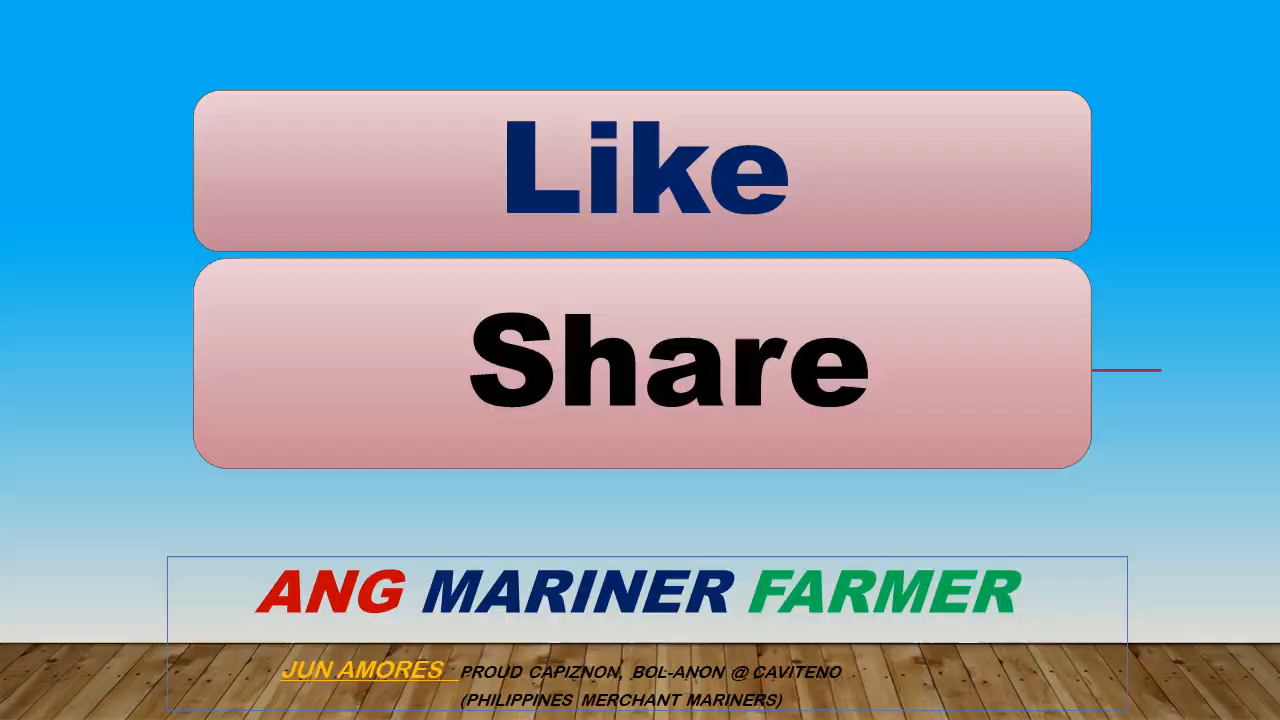 Like
Share
ANG MARINER FARMER
JUN AMORES PROUD CAPIZNON, BOL-ANON @ CAVITENO
(PHILIPPINES MERCHANT MARINERS)